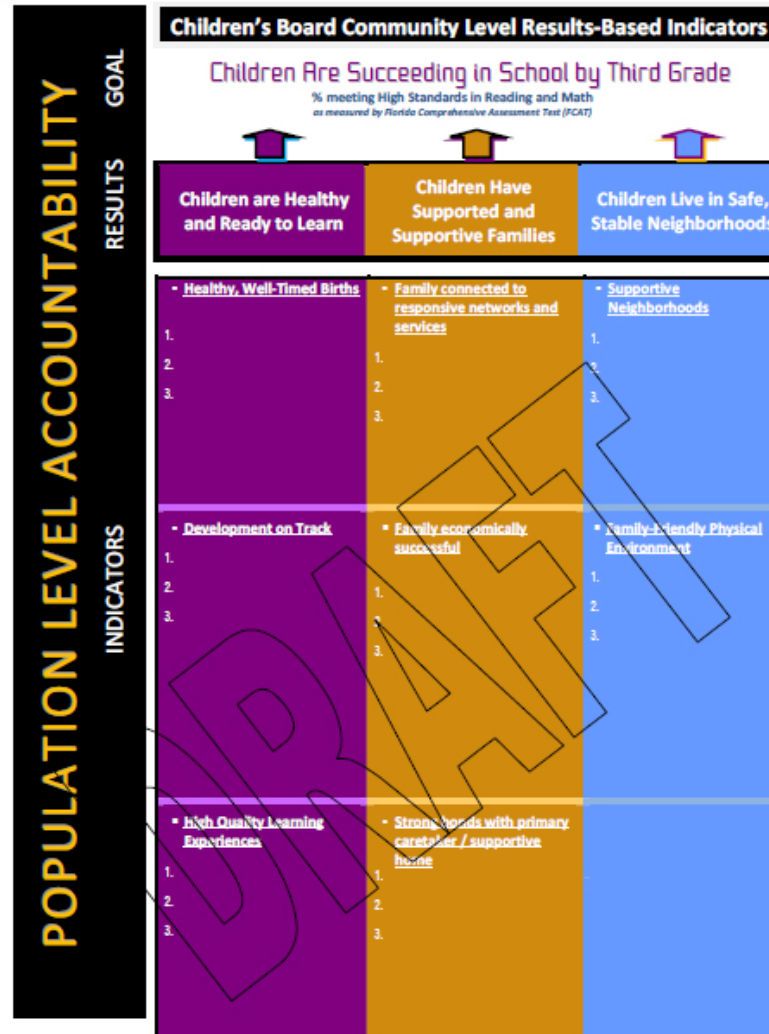 Children's Board Community Level Results-Based Indicators
POPULATION LEVEL ACCOUNTABILITY
GOAL
Children Are Succeeding in School by Third Grade
% meeting High Standards in Reading and Math
as measured by Florida Comprehensive Assessment Test (FCAT)
RESULTS
Children are Healthy
and Ready to Learn
Children Have
Supported and
Supportive Families
Children Live in Safe,
Stable Neighborhoods
INDICATORS
- Healthy, Well-Timed Births
1.
2.
3.
- Family connected to
responsive networks and
services
1.
2.
3.
- Supportive
Neighborhoods
1.
2.
3.
- Development on Track
1.
2.
3.
▪ Family economically
successful
1.
2.
3.
▪ Family-Friendly Physical
Environment
1.
2.
3.
▪ High Quality Learning
Experiences
1.
2.
3.
- Strong bonds with primary
caretaker / supportive
home
1.
2.
3.
DRAFT